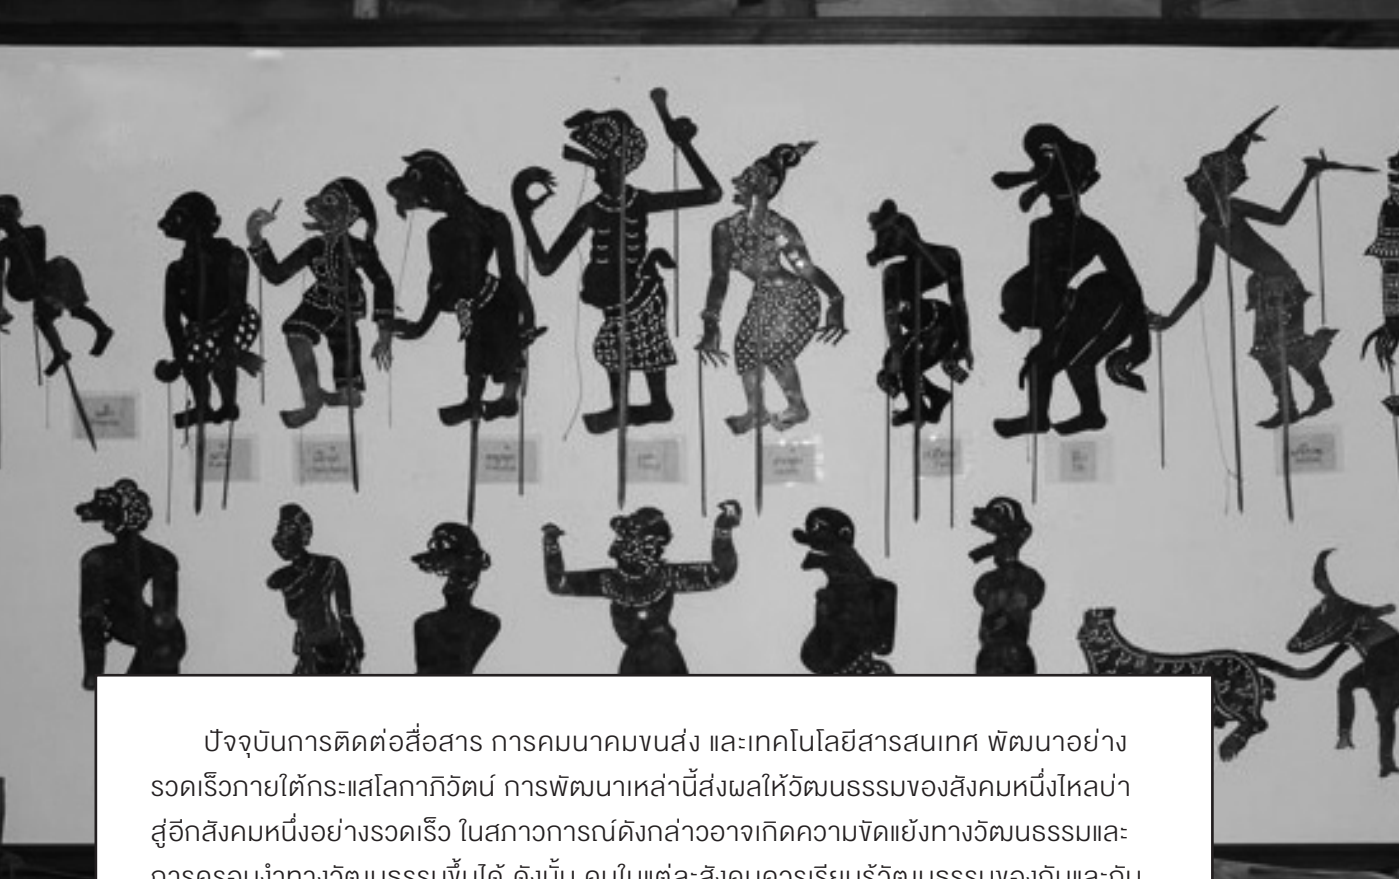 ปัจจุบันการติดต่อสื่อสาร การคมนาคมขนส่ง และเทคโนโลยีสารสนเทศ พัฒนาอย่าง
รวดเร็วภายใต้กระแสโลกาภิวัตน์ การพัฒนาเหล่านี้ส่งผลให้วัฒนธรรมของสังคมหนึ่งไหลบ่า
สู่อีกสังคมหนึ่งอย่างรวดเร็ว ในสภาวการณ์ดังกล่าวอาจเกิดความขัดแย้งทางวัฒนธรรมและ
การครอบงำทางวัฒนธรรมขึ้นได้ ดังนั้น คนในแต่ละสังคมควรเรียนรู้วัฒนธรรมของกันและกัน